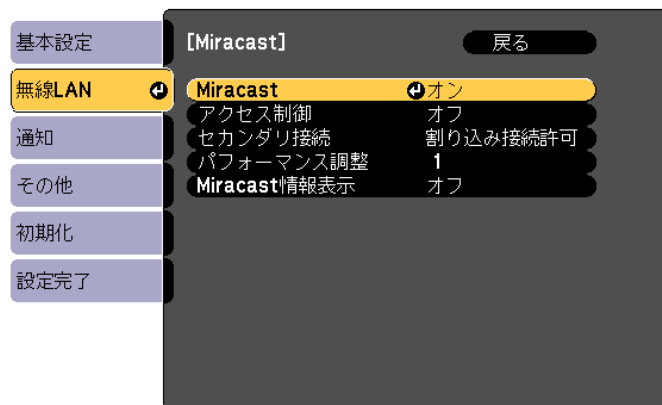 基本設定
無線LAN
通知
その他
初期化
設定完了
[Miracast]
戻る
Miracast オン
アクセス制御 オフ
セカンダリ接続 割り込み接続許可
パフォーマンス調整 1
Miracast情報表示 オフ